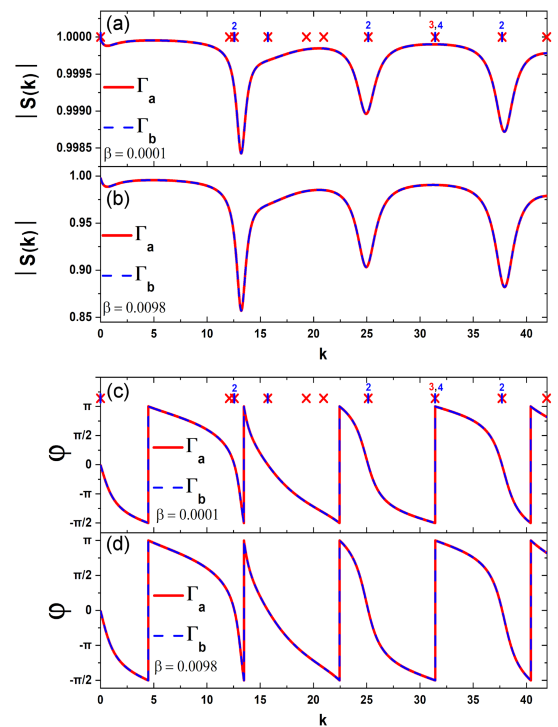 (a)
2 2 3,4 2
1.0000
0.9995
0.9990
0.9985
|S(k)|
Γa
Γb
β = 0.0001
(b)
1.00
0.95
0.90
0.85
|S(k)|
Γa
Γb
β = 0.0098
0 5 10 15 20 25 30 35 40
k
(c)
2 2 3,4 2
π
π/2
0
-π
-π/2
φ
Γa
Γb
β = 0.0001
(d)
π
π/2
0
-π
-π/2
φ
Γa
Γb
β = 0.0098
0 5 10 15 20 25 30 35 40
k